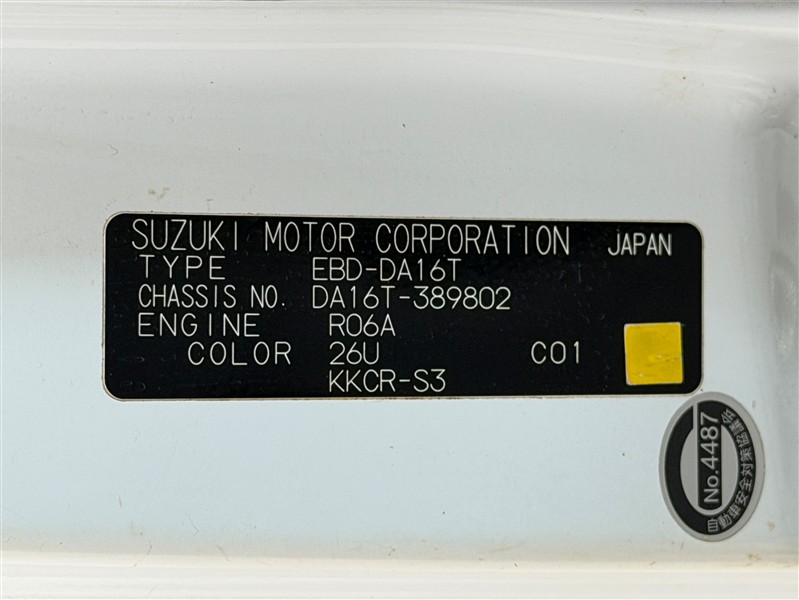 SUZUKI MOTOR CORPORATION JAPAN
TYPE EBD-DA16T
CHASSIS NO. DA16T-389802
ENGINE R06A
COLOR 26U C01
KKCR-S3
No.4487
自動車安全対策協議会